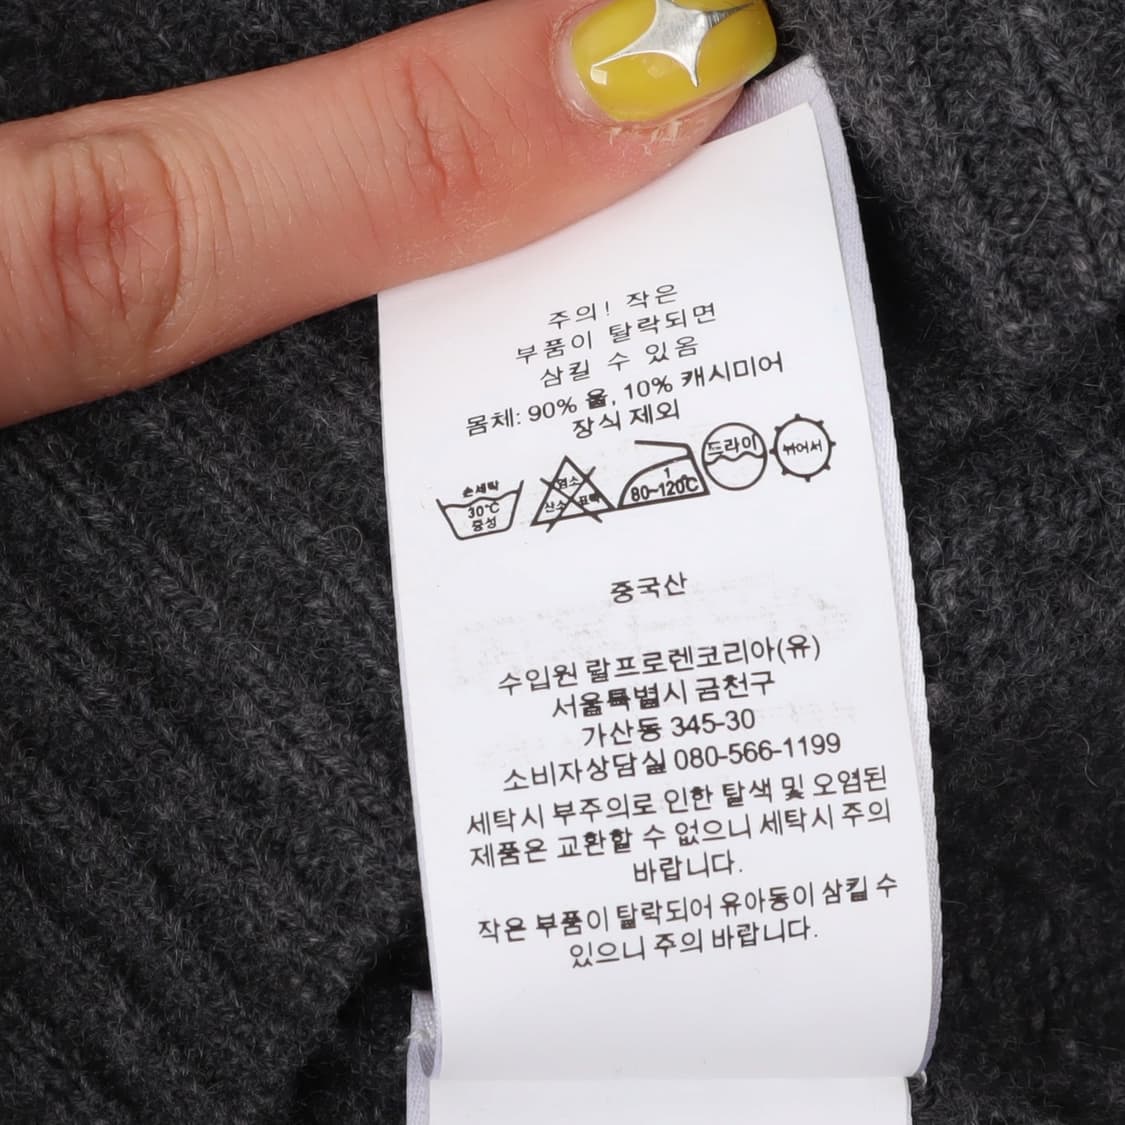 주의! 작은
부품이 탈락되면
삼킬 수 있음
몸체: 90% 울, 10% 캐시미어
장식 제외
손세탁
30℃
중성
염소
산소 표백
1
80~120℃
드라이
뉘어서
중국산
수입원 랄프로렌코리아(유)
서울특별시 금천구
가산동 345-30
소비자상담실 080-566-1199
세탁시 부주의로 인한 탈색 및 오염된
제품은 교환할 수 없으니 세탁시 주의
바랍니다.
작은 부품이 탈락되어 유아동이 삼킬 수
있으니 주의 바랍니다.